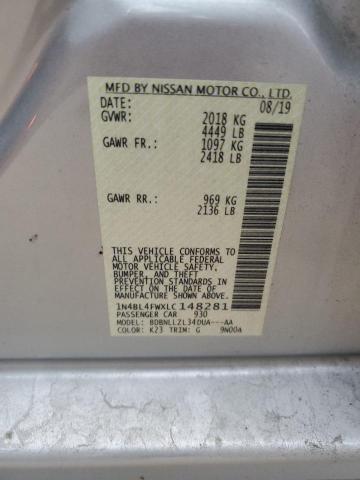 MFD BY NISSAN MOTOR CO., LTD.
DATE: 08/19
GVWR: 2018 KG
4449 LB
GAWR FR.: 1097 KG
2418 LB
GAWR RR.: 969 KG
2136 LB
THIS VEHICLE CONFORMS TO
ALL APPLICABLE FEDERAL
MOTOR VEHICLE SAFETY,
BUMPER, AND THEFT
PREVENTION STANDARDS IN
EFFECT ON THE DATE OF
MANUFACTURE SHOWN ABOVE.
1N4BL4FWXLC148281
PASSENGER CAR 930
MODEL: BDBNLLZL34DUA---AA
COLOR: K23 TRIM: G 9N00A